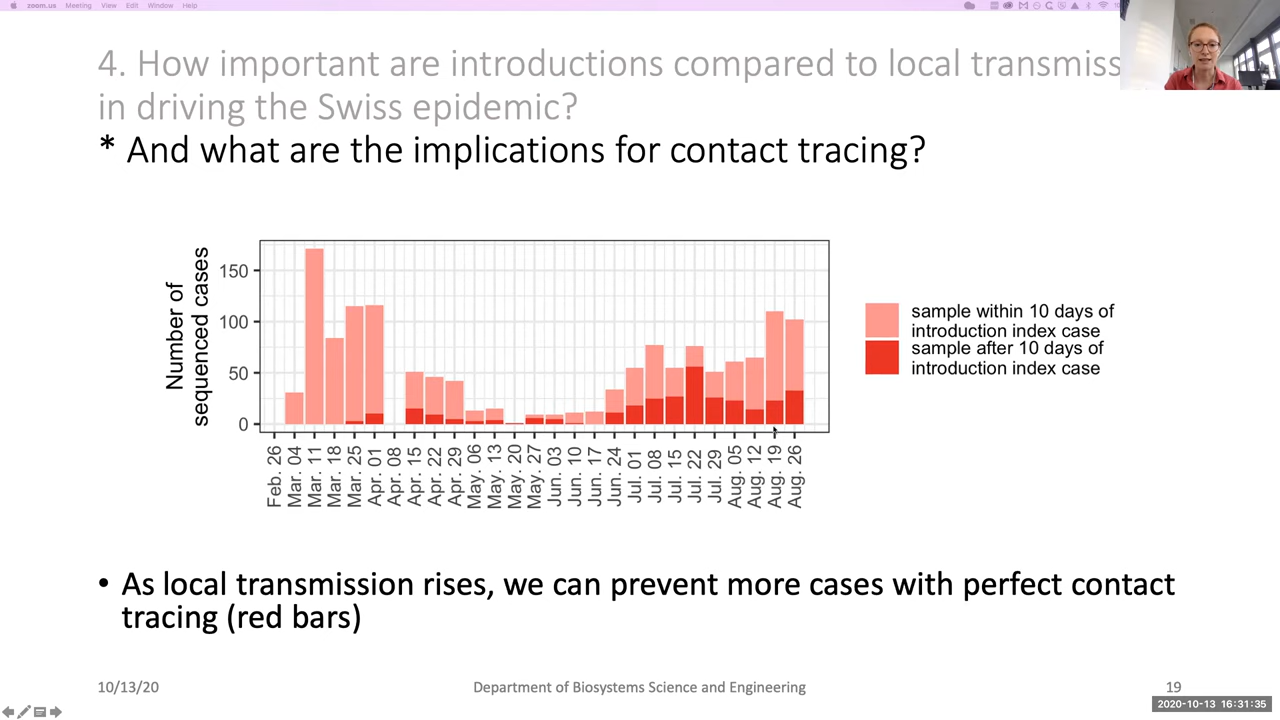 zoom.us Meeting View Edit Window Help
4. How important are introductions compared to local transmiss
in driving the Swiss epidemic?
* And what are the implications for contact tracing?
Number of
sequenced cases
150
100
50
0
Feb. 26
Mar. 04
Mar. 11
Mar. 18
Mar. 25
Apr. 01
Apr. 08
Apr. 15
Apr. 22
Apr. 29
May. 06
May. 13
May. 20
May. 27
Jun. 03
Jun. 10
Jun. 17
Jun. 24
Jul. 01
Jul. 08
Jul. 15
Jul. 22
Jul. 29
Aug. 05
Aug. 12
Aug. 19
Aug. 26
sample within 10 days of
introduction index case
sample after 10 days of
introduction index case
• As local transmission rises, we can prevent more cases with perfect contact
tracing (red bars)
10/13/20
Department of Biosystems Science and Engineering
19
2020-10-13 16:31:35